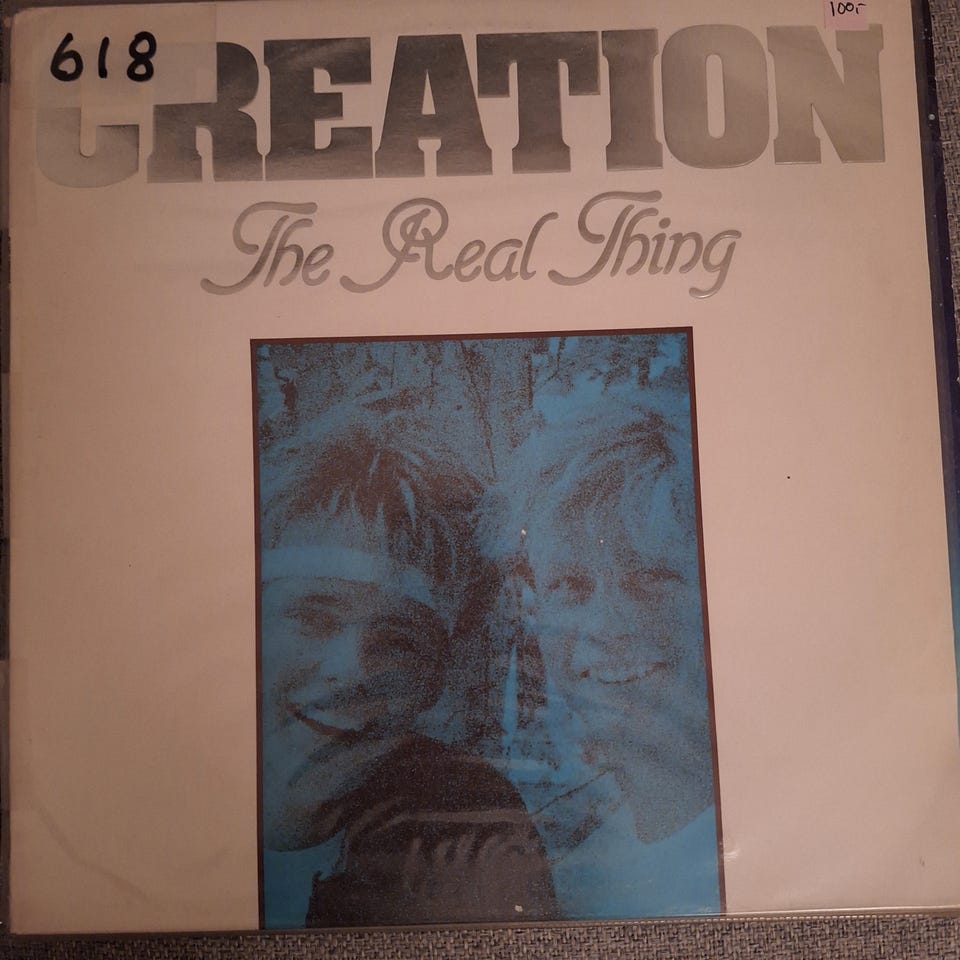 100,-
618
CREATION
The Real Thing